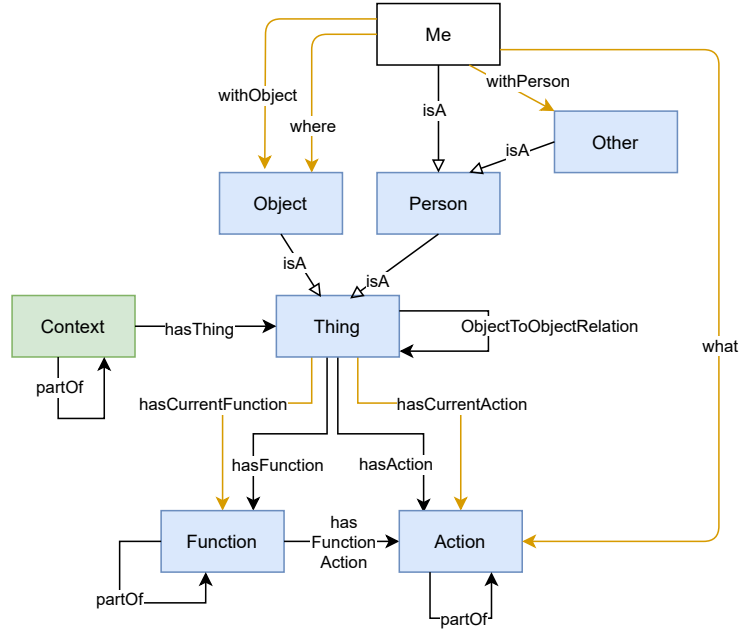 Me
withPerson
withObject
isA
where
isA
Other
Object
Person
isA
isA
Context
hasThing
Thing
ObjectToObjectRelation
what
partOf
hasCurrentFunction
hasCurrentAction
hasFunction
hasAction
Function
has
Function
Action
Action
partOf
partOf